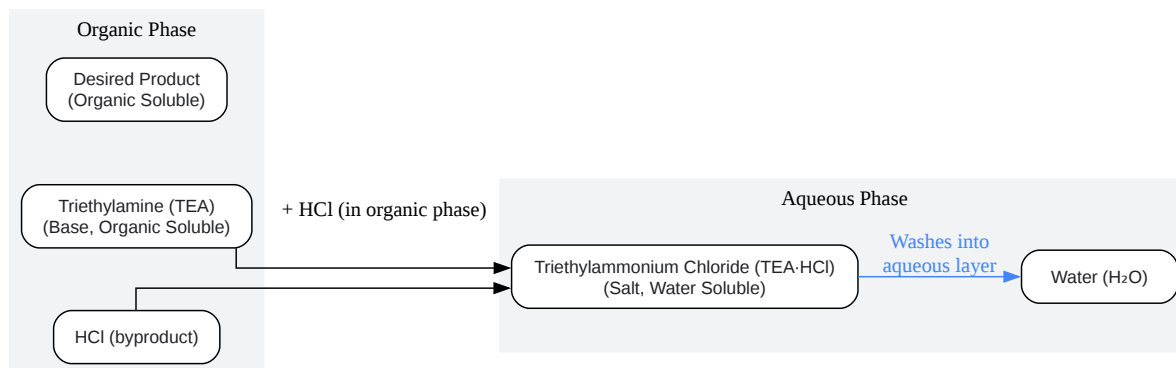 Organic Phase
Desired Product
(Organic Soluble)
Triethylamine (TEA)
(Base, Organic Soluble)
HCl (byproduct)
+ HCl (in organic phase)
Aqueous Phase
Triethylammonium Chloride (TEA·HCl)
(Salt, Water Soluble)
Washes into
aqueous layer
Water (H₂O)